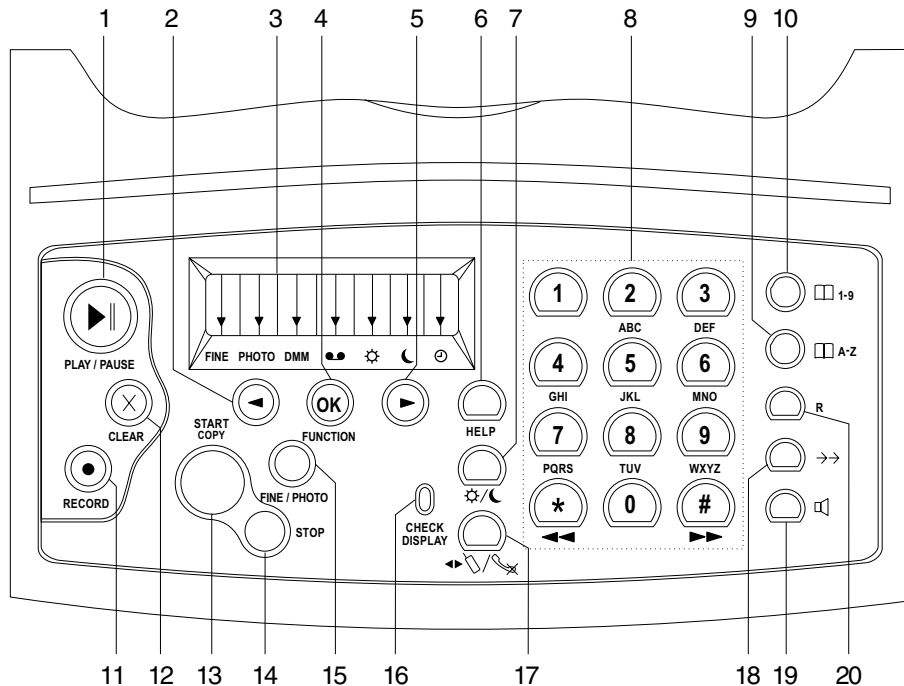 1 2 3 4 5 6 7 8 9 10
1 2 3 1-9
ABC DEF
FINE PHOTO DMM
PLAY / PAUSE
A-Z
4 5 6
OK
GHI JKL MNO
R
START
COPY
CLEAR FUNCTION HELP
7 8 9
PQRS TUV WXYZ
FINE / PHOTO
RECORD
* 0 #
STOP
CHECK
DISPLAY
/
/
11 12 13 14 15 16 17 18 19 20